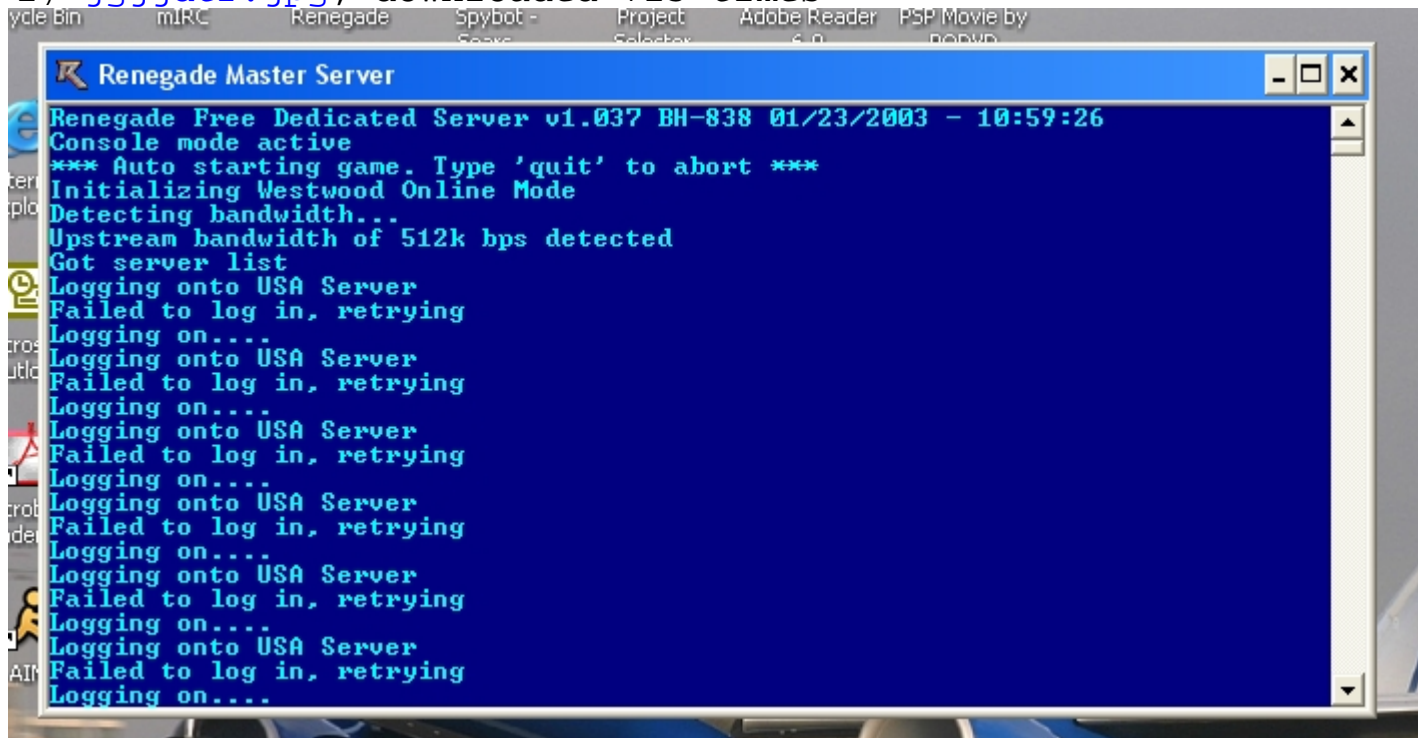 ycle Bin mIRC Renegade Spybot - Project Adobe Reader PSP Movie by
6.0
Renegade Master Server
Renegade Free Dedicated Server v1.037 BH-838 01/23/2003 - 10:59:26
Console mode active
*** Auto starting game. Type 'quit' to abort ***
Initializing Westwood Online Mode
Detecting bandwidth...
Upstream bandwidth of 512k bps detected
Got server list
Logging onto USA Server
Failed to log in, retrying
Logging on....
Logging onto USA Server
Failed to log in, retrying
Logging on....
Logging onto USA Server
Failed to log in, retrying
Logging on....
Logging onto USA Server
Failed to log in, retrying
Logging on....
Logging onto USA Server
Failed to log in, retrying
Logging on....
Logging onto USA Server
Failed to log in, retrying
Logging on....